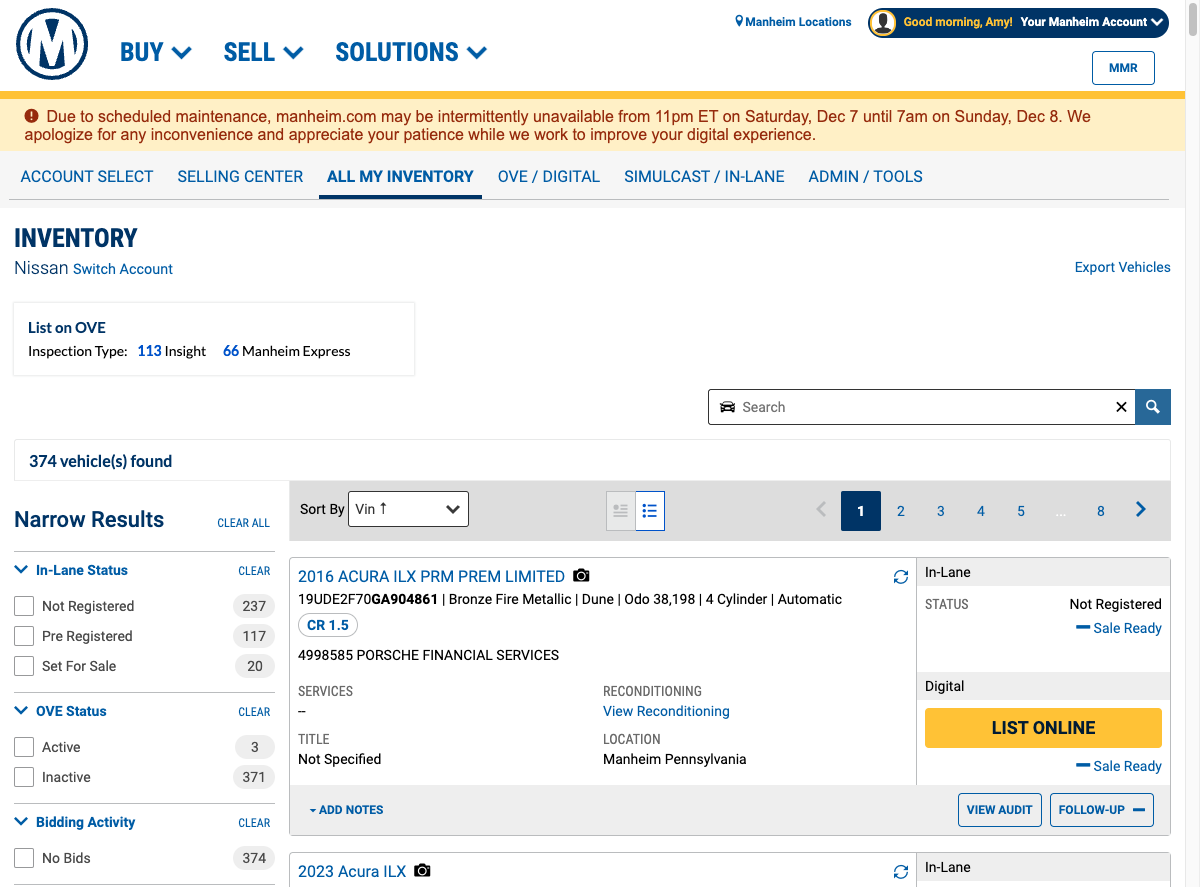 Manheim Locations
Good morning, Amy! Your Manheim Account
M
BUY SELL SOLUTIONS
MMR
Due to scheduled maintenance, manheim.com may be intermittently unavailable from 11pm ET on Saturday, Dec 7 until 7am on Sunday, Dec 8. We
apologize for any inconvenience and appreciate your patience while we work to improve your digital experience.
ACCOUNT SELECT SELLING CENTER ALL MY INVENTORY OVE / DIGITAL SIMULCAST / IN-LANE ADMIN / TOOLS
INVENTORY
Nissan Switch Account
Export Vehicles
List on OVE
Inspection Type: 113 Insight 66 Manheim Express
Search
374 vehicle(s) found
Narrow Results CLEAR ALL
In-Lane Status CLEAR
Not Registered 237
Pre Registered 117
Set For Sale 20
OVE Status CLEAR
Active 3
Inactive 371
Bidding Activity CLEAR
No Bids 374
Sort By Vin ↑
1 2 3 4 5 ... 8
2016 ACURA ILX PRM PREM LIMITED
19UDE2F70GA904861 | Bronze Fire Metallic | Dune | Odo 38,198 | 4 Cylinder | Automatic
CR 1.5
4998585 PORSCHE FINANCIAL SERVICES
SERVICES
--
RECONDITIONING
View Reconditioning
TITLE
Not Specified
LOCATION
Manheim Pennsylvania
In-Lane
STATUS Not Registered
Sale Ready
Digital
LIST ONLINE
Sale Ready
ADD NOTES
VIEW AUDIT FOLLOW-UP
2023 Acura ILX
In-Lane